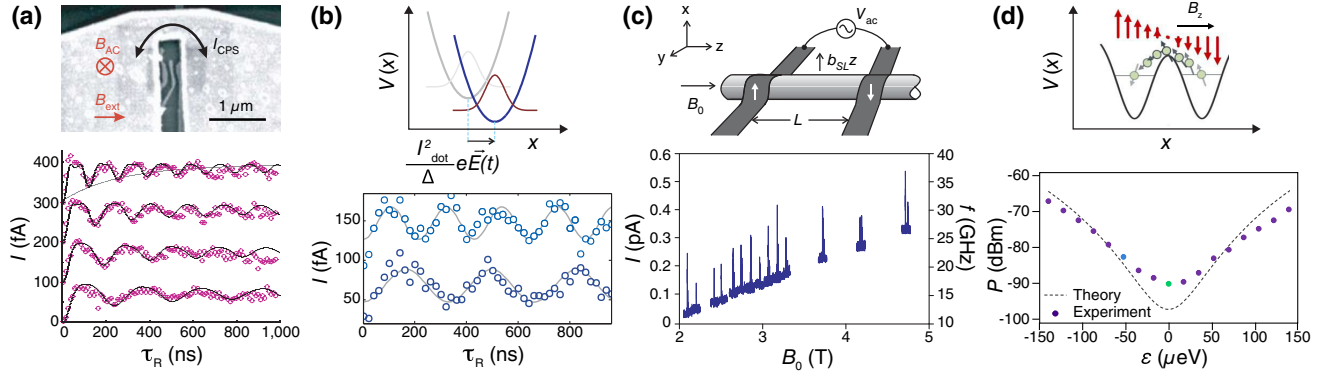 (a)
I_CPS
B_AC
⊗
B_ext
1 µm
I (fA)
400
300
200
100
0
0 200 400 600 800 1,000
τ_R (ns)
(b)
V(x)
x
l²_dot/Δ eE⃗(t)
I (fA)
150
100
50
0 200 400 600 800
τ_R (ns)
(c)
x
y
z
V_ac
b_SL z
B_0
L
I (pA)
0.6
0.5
0.4
0.3
0.2
0.1
0
f (GHz)
40
35
30
25
20
15
10
2 3 4 5
B_0 (T)
(d)
B_z
V(x)
x
P (dBm)
-60
-70
-80
-90
-100
Theory
Experiment
-150 -100 -50 0 50 100 150
ε (µeV)